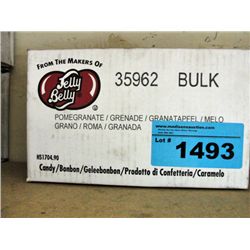 FROM THE MAKERS OF
Jelly Belly
35962 BULK
POMEGRANATE / GRENADE / GRANATAPFEL / MELO
GRANO / ROMA / GRANADA
HS1704.90
Candy/Bonbon/Geleebonbon/Prodotto di Confetteria/Caramelo
www.maddiesauction.com
Lot #
1493